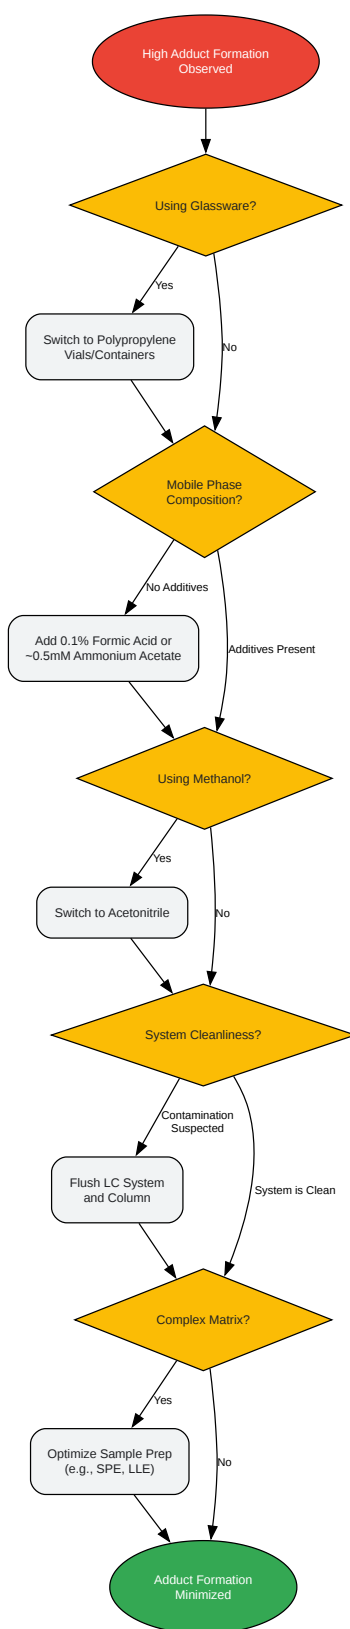 High Adduct Formation
Observed
Using Glassware?
Yes
Switch to Polypropylene
Vials/Containers
No
Mobile Phase
Composition?
No Additives
Add 0.1% Formic Acid or
~0.5mM Ammonium Acetate
Additives Present
Using Methanol?
Yes
Switch to Acetonitrile
No
System Cleanliness?
Contamination
Suspected
Flush LC System
and Column
System is Clean
Complex Matrix?
Yes
Optimize Sample Prep
(e.g., SPE, LLE)
No
Adduct Formation
Minimized